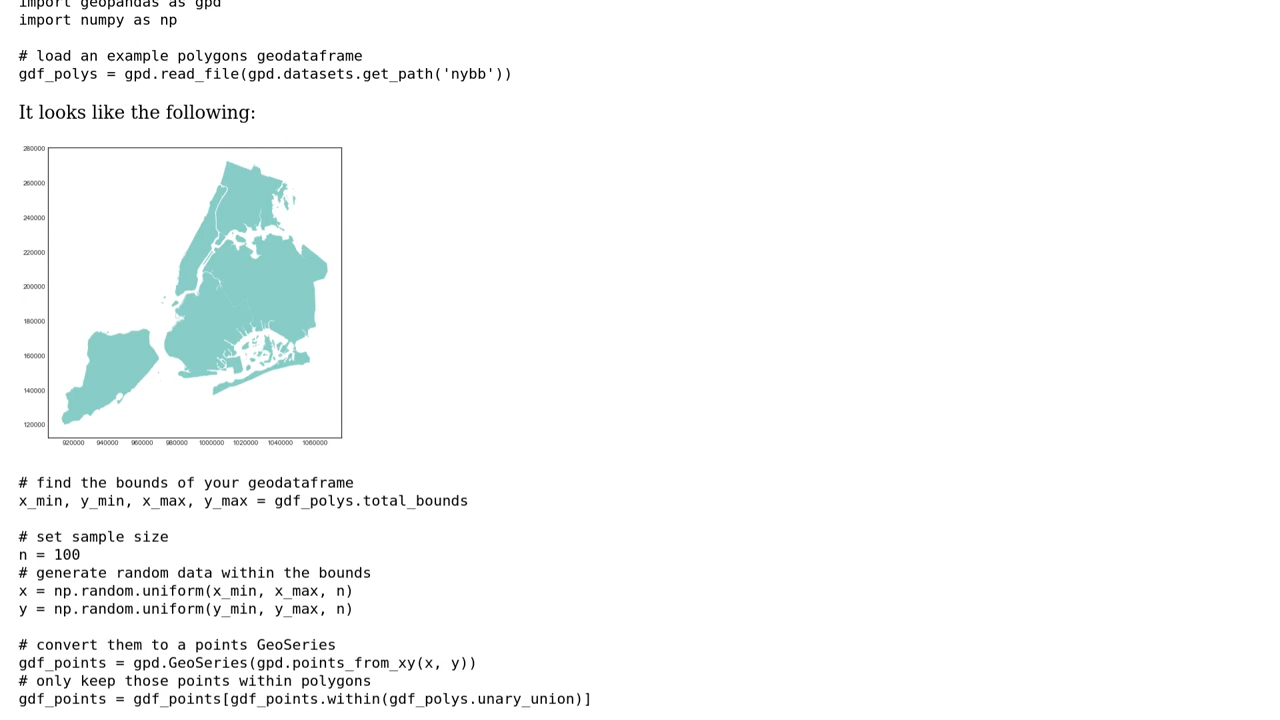 import geopandas as gpd
import numpy as np
# load an example polygons geodataframe
gdf_polys = gpd.read_file(gpd.datasets.get_path('nybb'))
It looks like the following:
280000
260000
240000
220000
200000
180000
160000
140000
120000
920000 940000 960000 980000 1000000 1020000 1040000 1060000
# find the bounds of your geodataframe
x_min, y_min, x_max, y_max = gdf_polys.total_bounds
# set sample size
n = 100
# generate random data within the bounds
x = np.random.uniform(x_min, x_max, n)
y = np.random.uniform(y_min, y_max, n)
# convert them to a points GeoSeries
gdf_points = gpd.GeoSeries(gpd.points_from_xy(x, y))
# only keep those points within polygons
gdf_points = gdf_points[gdf_points.within(gdf_polys.unary_union)]